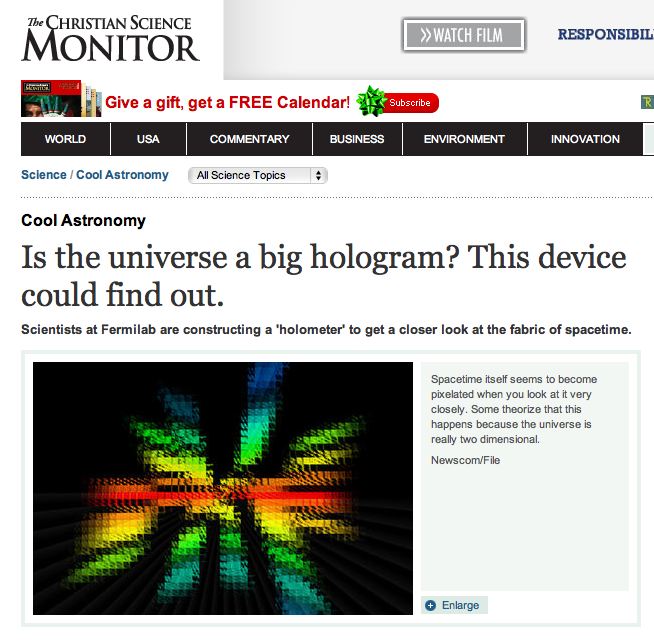 The CHRISTIAN SCIENCE
MONITOR
WATCH FILM
RESPONSIBIL
MONITOR
Give a gift, get a FREE Calendar!
Subscribe
WORLD
USA
COMMENTARY
BUSINESS
ENVIRONMENT
INNOVATION
Science / Cool Astronomy
All Science Topics
Cool Astronomy
Is the universe a big hologram? This device
could find out.
Scientists at Fermilab are constructing a 'holometer' to get a closer look at the fabric of spacetime.
Spacetime itself seems to become
pixelated when you look at it very
closely. Some theorize that this
happens because the universe is
really two dimensional.
Newscom/File
Enlarge